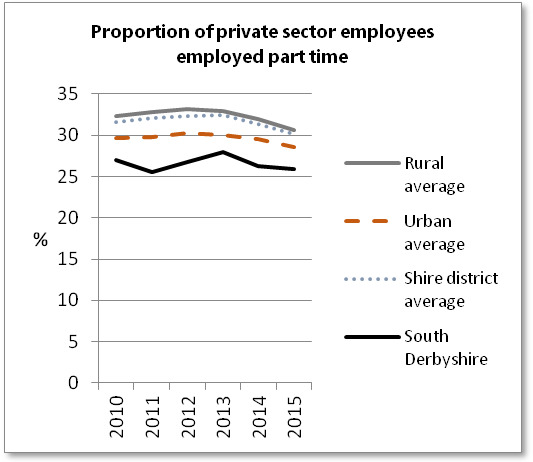 Proportion of private sector employees
employed part time
35
30
25
20
15
10
5
0
%
2010
2011
2012
2013
2014
2015
Rural
average
Urban
average
Shire district
average
South
Derbyshire